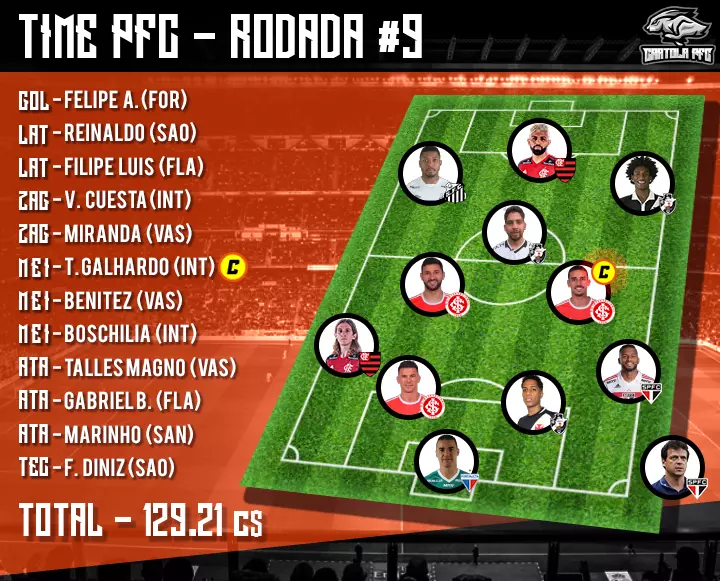 TIME PFC - RODADA #9
CARTOLA PFC
GOL - FELIPE A. (FOR)
LAT - REINALDO (SAO)
LAT - FILIPE LUIS (FLA)
ZAG - V. CUESTA (INT)
ZAG - MIRANDA (VAS)
MEI - T. GALHARDO (INT) C
MEI - BENITEZ (VAS)
MEI - BOSCHILIA (INT)
ATA - TALLES MAGNO (VAS)
ATA - GABRIEL B. (FLA)
ATA - MARINHO (SAN)
TEC - F. DINIZ (SAO)
TOTAL - 129.21 C$
C
SPFC
SPFC